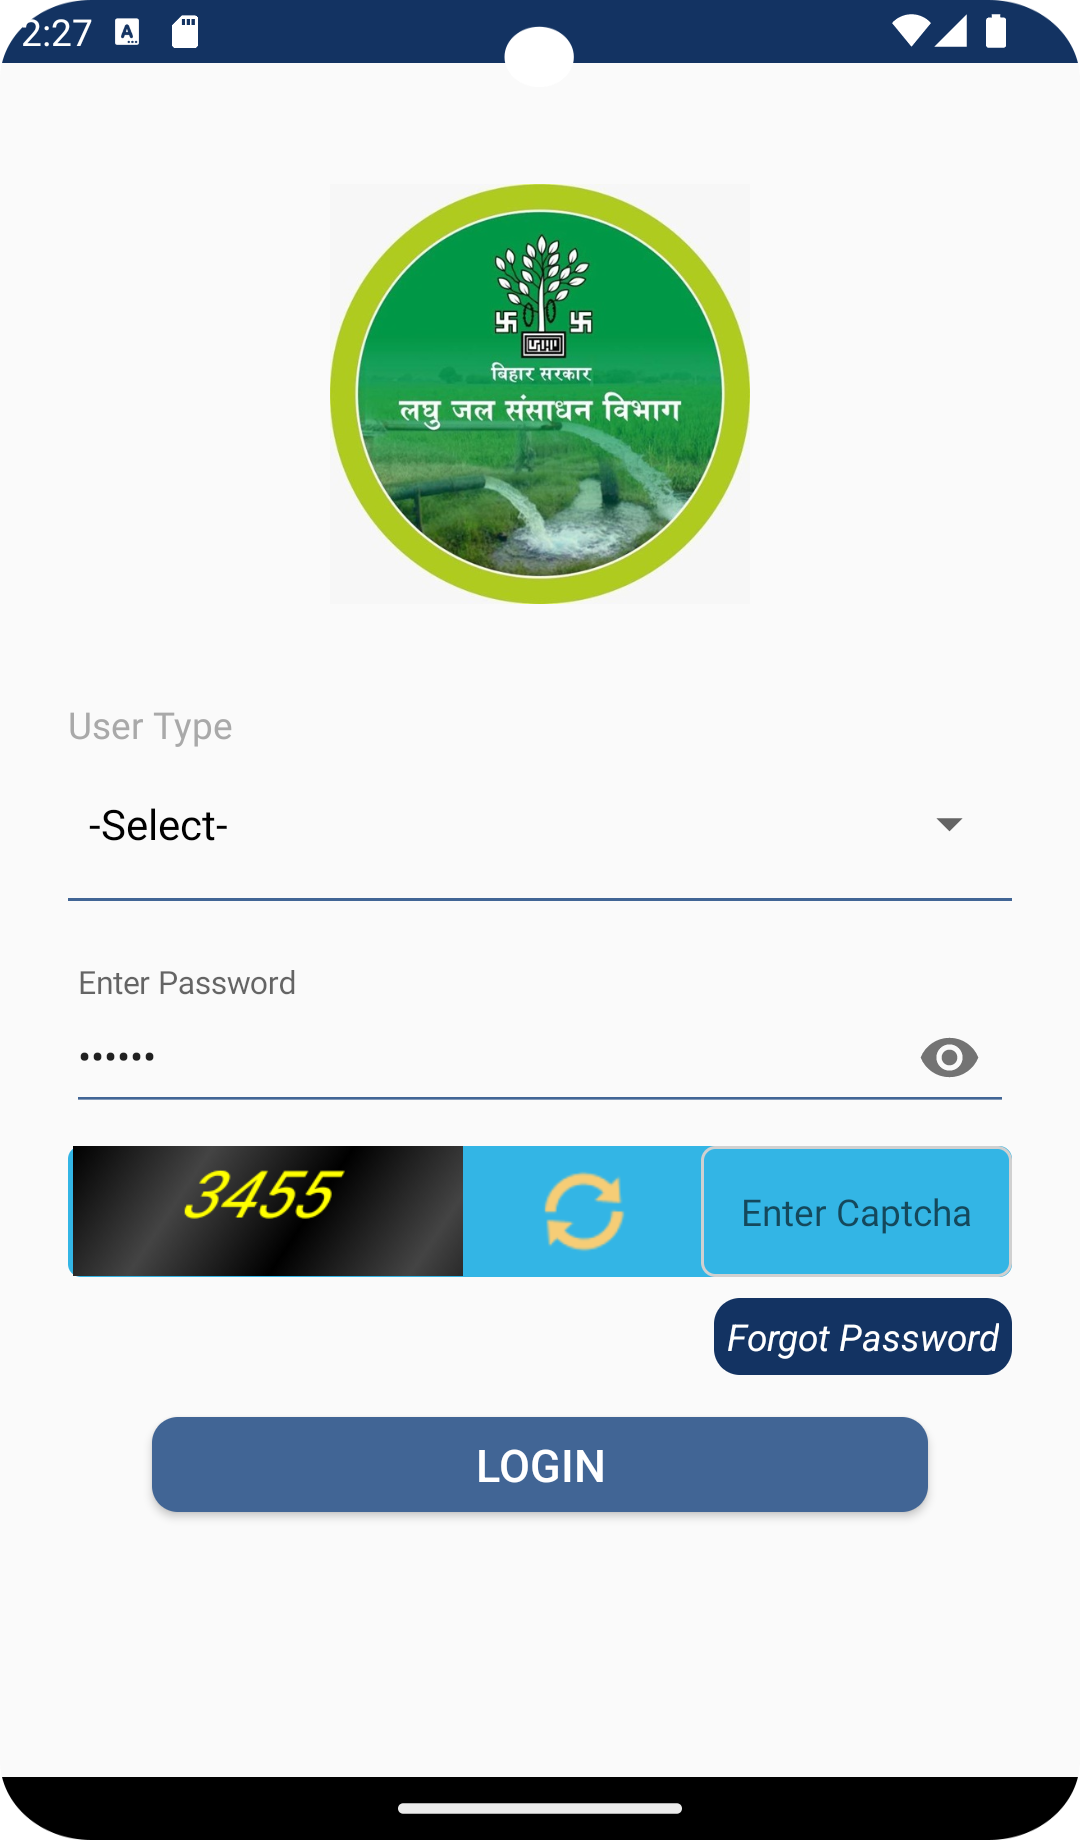 2:27
बिहार सरकार
लघु जल संसाधन विभाग
User Type
-Select-
Enter Password
••••••
3455
Enter Captcha
Forgot Password
LOGIN